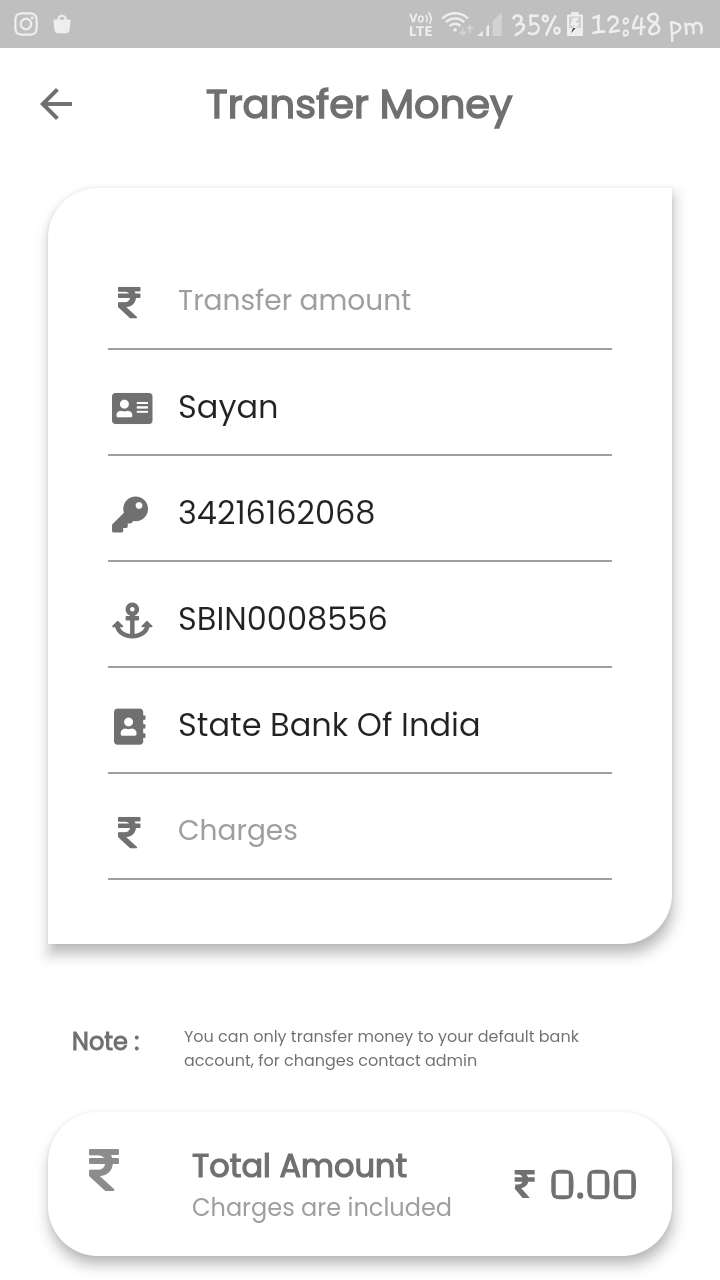 Vo)) LTE 35% 12:48 pm
Transfer Money
₹ Transfer amount
Sayan
34216162068
SBIN0008556
State Bank Of India
₹ Charges
Note :
You can only transfer money to your default bank
account, for changes contact admin
₹ Total Amount ₹ 0.00
Charges are included